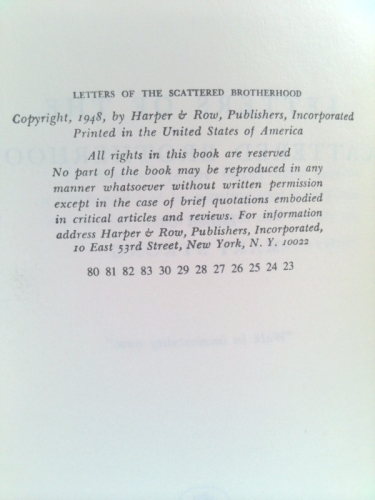 LETTERS OF THE SCATTERED BROTHERHOOD
Copyright, 1948, by Harper & Row, Publishers, Incorporated
Printed in the United States of America
All rights in this book are reserved
No part of the book may be reproduced in any
manner whatsoever without written permission
except in the case of brief quotations embodied
in critical articles and reviews. For information
address Harper & Row, Publishers, Incorporated,
10 East 53rd Street, New York, N. Y. 10022
80 81 82 83 30 29 28 27 26 25 24 23